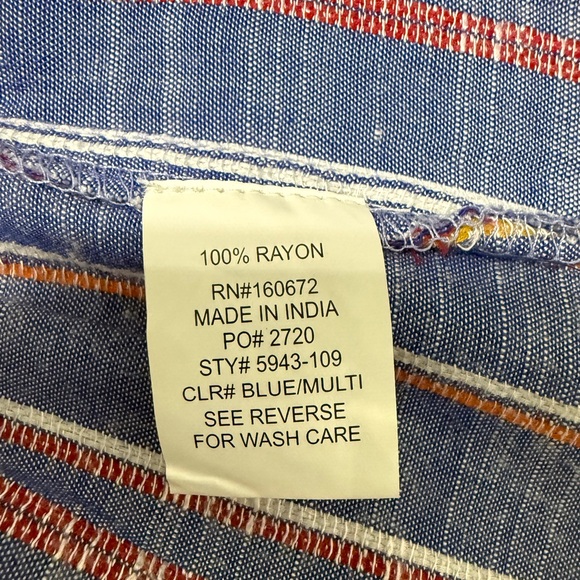 100% RAYON
RN#160672
MADE IN INDIA
PO# 2720
STY# 5943-109
CLR# BLUE/MULTI
SEE REVERSE
FOR WASH CARE